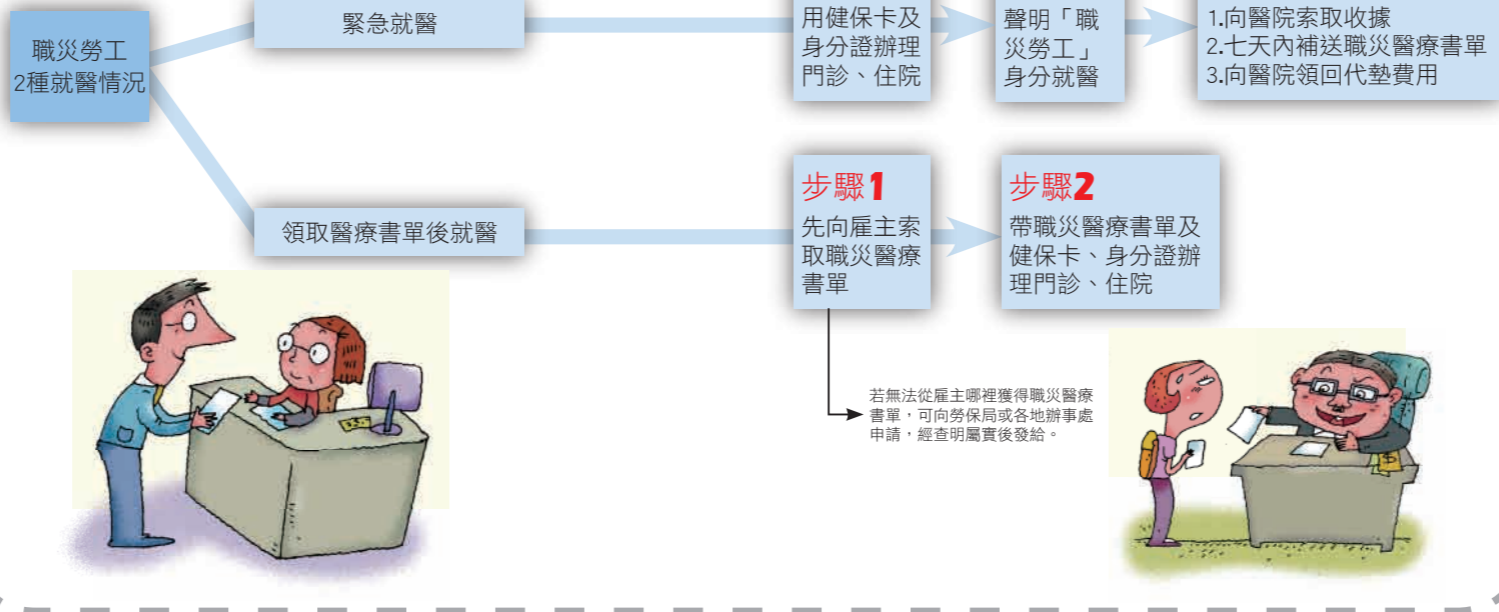 職災勞工
2種就醫情況
緊急就醫
用健保卡及
身分證辦理
門診、住院
聲明「職
災勞工」
身分就醫
1.向醫院索取收據
2.七天內補送職災醫療書單
3.向醫院領回代墊費用
領取醫療書單後就醫
步驟1
先向雇主索
取職災醫療
書單
步驟2
帶職災醫療書單及
健保卡、身分證辦
理門診、住院
若無法從雇主哪裡獲得職災醫療
書單，可向勞保局或各地辦事處
申請，經查明屬實後發給。
$